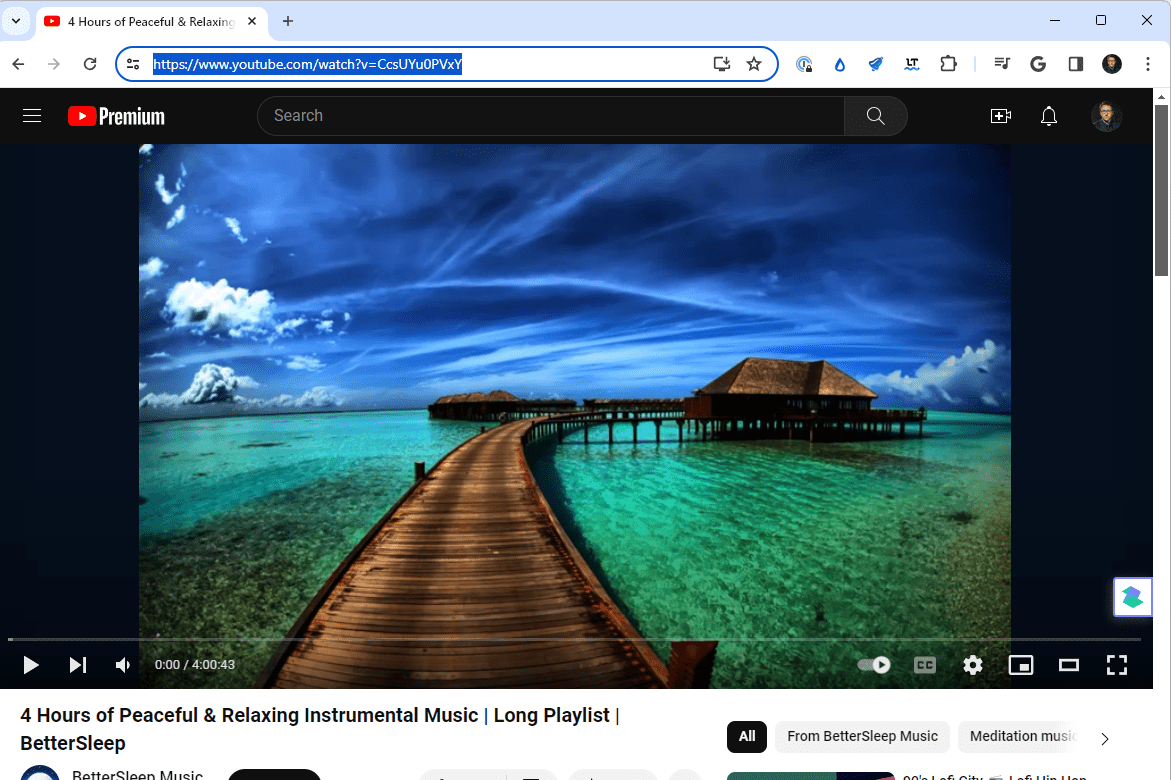 4 Hours of Peaceful & Relaxing
https://www.youtube.com/watch?v=CcsUYu0PVxY
LT
Premium
Search
0:00 / 4:00:43
CC
4 Hours of Peaceful & Relaxing Instrumental Music | Long Playlist |
BetterSleep
All
From BetterSleep Music
Meditation music
BetterSleep Music
90's Lofi City
Lofi Hip Hop